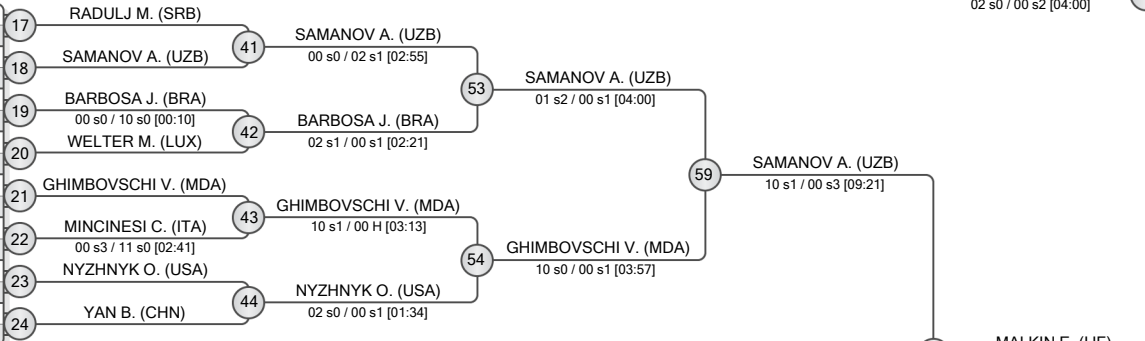 02 s0 / 00 s2 [04:00]
17
RADULJ M. (SRB)
18
SAMANOV A. (UZB)
41
SAMANOV A. (UZB)
00 s0 / 02 s1 [02:55]
19
BARBOSA J. (BRA)
00 s0 / 10 s0 [00:10]
20
WELTER M. (LUX)
42
BARBOSA J. (BRA)
02 s1 / 00 s1 [02:21]
53
SAMANOV A. (UZB)
01 s2 / 00 s1 [04:00]
21
GHIMBOVSCHI V. (MDA)
22
MINCINESI C. (ITA)
00 s3 / 11 s0 [02:41]
43
GHIMBOVSCHI V. (MDA)
10 s1 / 00 H [03:13]
23
NYZHNYK O. (USA)
24
YAN B. (CHN)
44
NYZHNYK O. (USA)
02 s0 / 00 s1 [01:34]
54
GHIMBOVSCHI V. (MDA)
10 s0 / 00 s1 [03:57]
59
SAMANOV A. (UZB)
10 s1 / 00 s3 [09:21]